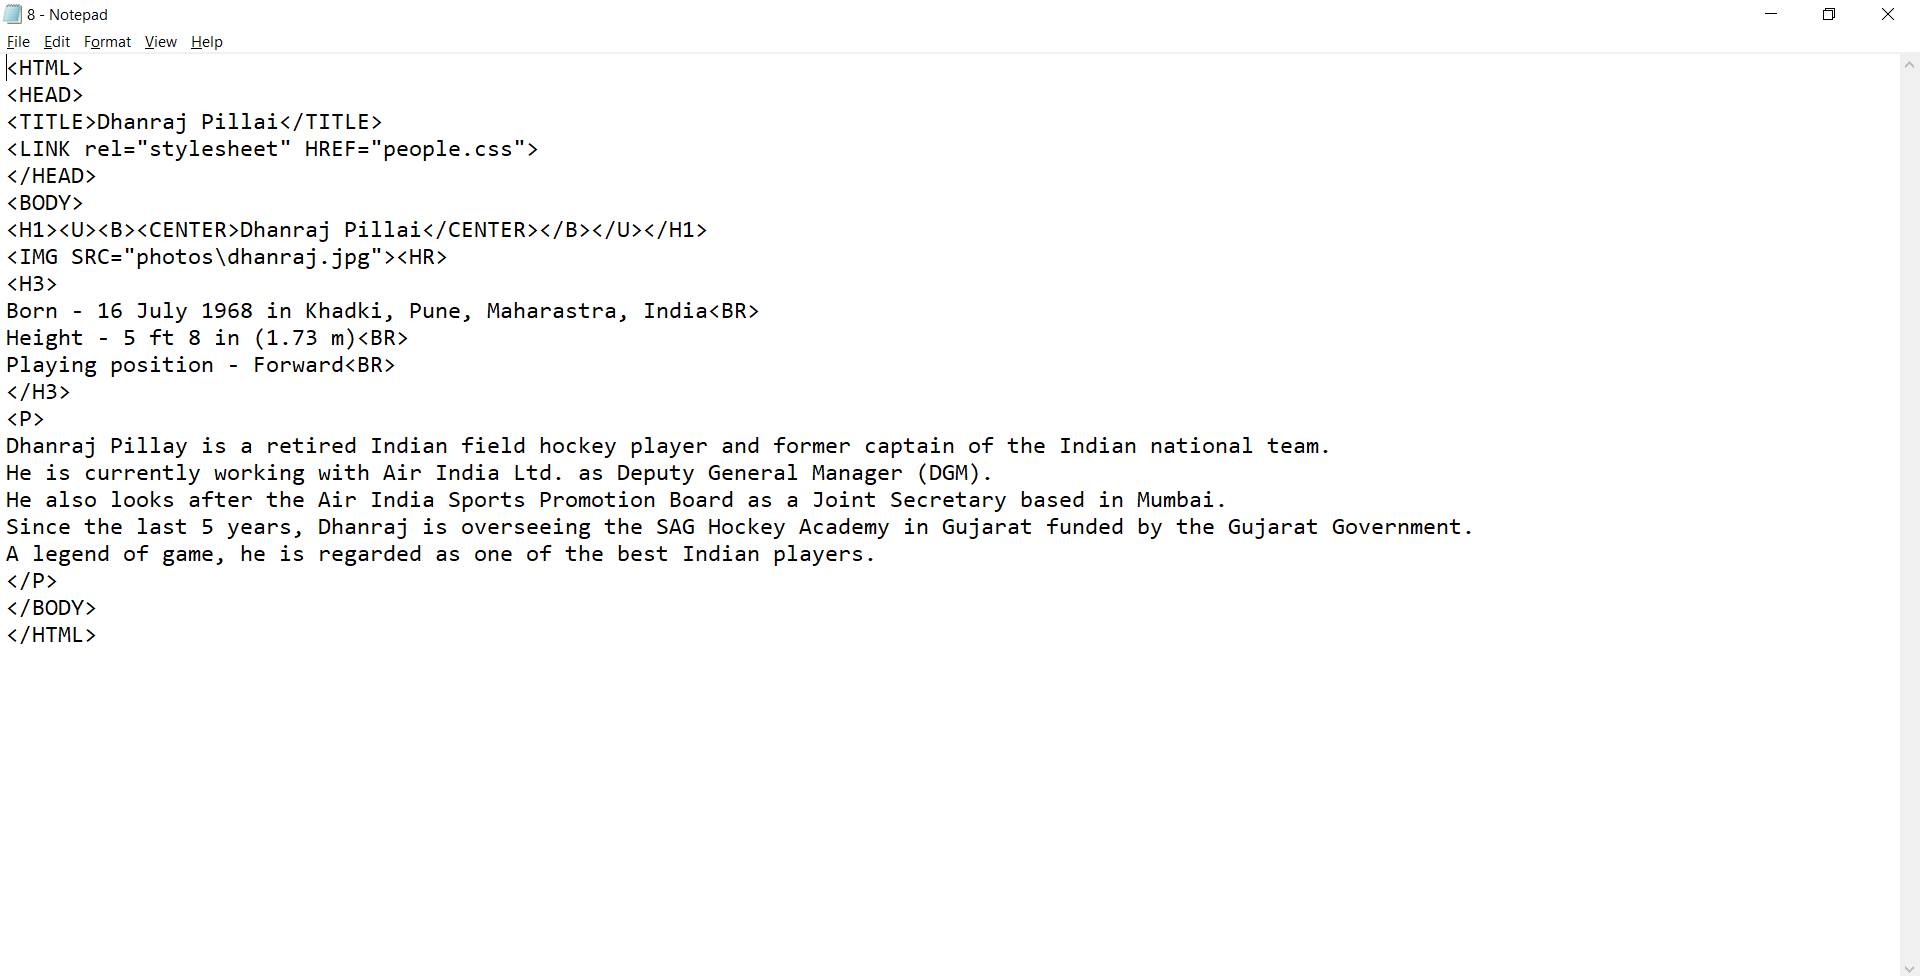 8 - Notepad
File Edit Format View Help
<HTML>
<HEAD>
<TITLE>Dhanraj Pillai</TITLE>
<LINK rel="stylesheet" HREF="people.css">
</HEAD>
<BODY>
<H1><U><B><CENTER>Dhanraj Pillai</CENTER></B></U></H1>
<IMG SRC="photos\dhanraj.jpg"><HR>
<H3>
Born - 16 July 1968 in Khadki, Pune, Maharastra, India<BR>
Height - 5 ft 8 in (1.73 m)<BR>
Playing position - Forward<BR>
</H3>
<P>
Dhanraj Pillay is a retired Indian field hockey player and former captain of the Indian national team.
He is currently working with Air India Ltd. as Deputy General Manager (DGM).
He also looks after the Air India Sports Promotion Board as a Joint Secretary based in Mumbai.
Since the last 5 years, Dhanraj is overseeing the SAG Hockey Academy in Gujarat funded by the Gujarat Government.
A legend of game, he is regarded as one of the best Indian players.
</P>
</BODY>
</HTML>